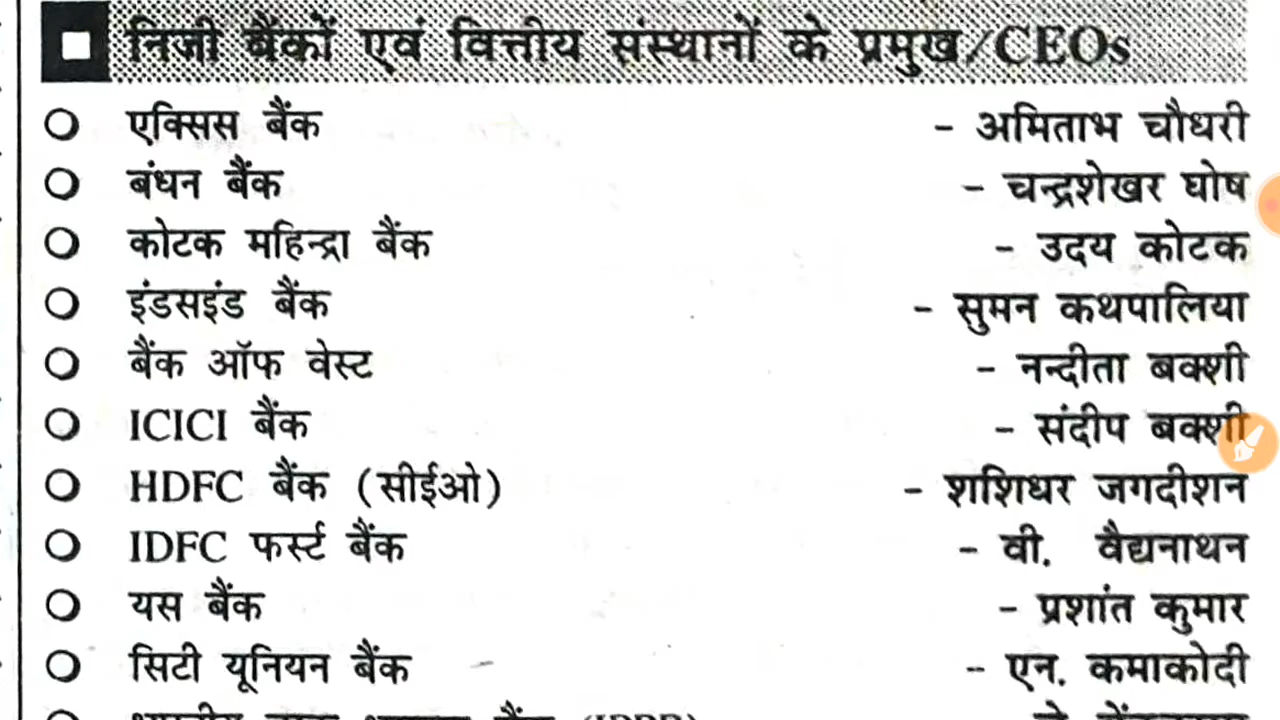 निजी बैंकों एवं वित्तीय संस्थानों के प्रमुख/CEOs
एक्सिस बैंक - अमिताभ चौधरी
बंधन बैंक - चन्द्रशेखर घोष
कोटक महिन्द्रा बैंक - उदय कोटक
इंडसइंड बैंक - सुमन कथपालिया
बैंक ऑफ वेस्ट - नन्दीता बक्शी
ICICI बैंक - संदीप बक्शी
HDFC बैंक (सीईओ) - शशिधर जगदीशन
IDFC फर्स्ट बैंक - वी. वैद्यनाथन
यस बैंक - प्रशांत कुमार
सिटी यूनियन बैंक - एन. कमाकोदी